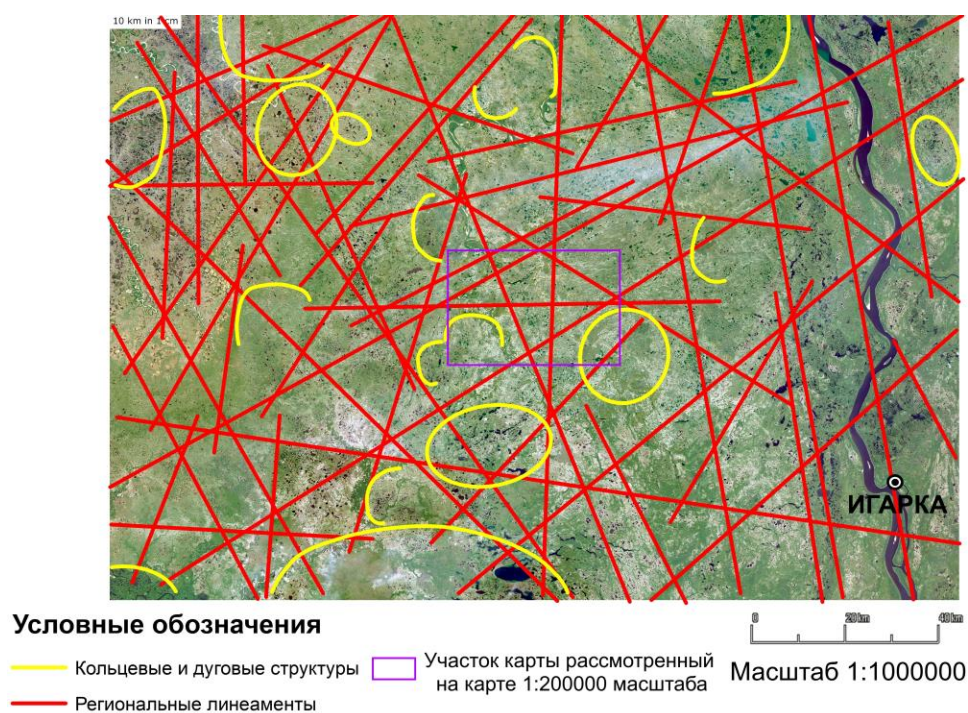 10 km in 1 cm
ИГАРКА
Условные обозначения
Кольцевые и дуговые структуры
Региональные линеаменты
Участок карты рассмотренный
на карте 1:200000 масштаба
0 20 km 40 km
Масштаб 1:1000000